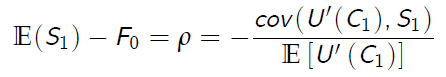 𝔼(S₁) − F₀ = ρ = − cov(U′(C₁), S₁) / 𝔼 [U′ (C₁)]